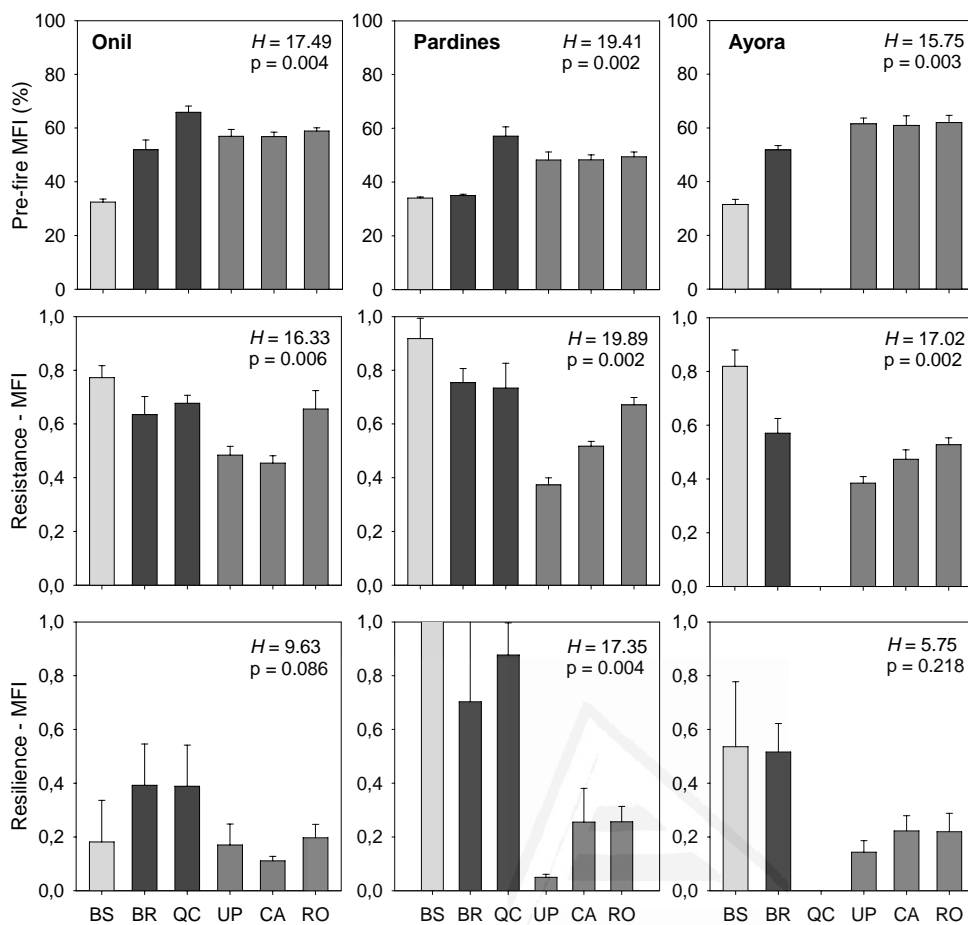 Onil
H = 17.49
p = 0.004
Pardines
H = 19.41
p = 0.002
Ayora
H = 15.75
p = 0.003
Pre-fire MFI (%)
100
80
60
40
20
0
100
80
60
40
20
0
100
80
60
40
20
0
H = 16.33
p = 0.006
H = 19.89
p = 0.002
H = 17.02
p = 0.002
Resistance - MFI
1,0
0,8
0,6
0,4
0,2
0,0
1,0
0,8
0,6
0,4
0,2
0,0
1,0
0,8
0,6
0,4
0,2
0,0
H = 9.63
p = 0.086
H = 17.35
p = 0.004
H = 5.75
p = 0.218
Resilience - MFI
1,0
0,8
0,6
0,4
0,2
0,0
1,0
0,8
0,6
0,4
0,2
0,0
1,0
0,8
0,6
0,4
0,2
0,0
BS BR QC UP CA RO
BS BR QC UP CA RO
BS BR QC UP CA RO